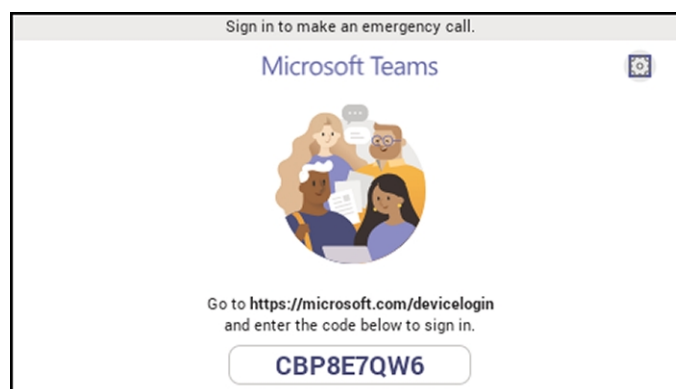 Sign in to make an emergency call.
Microsoft Teams
Go to https://microsoft.com/devicelogin
and enter the code below to sign in.
CBP8E7QW6